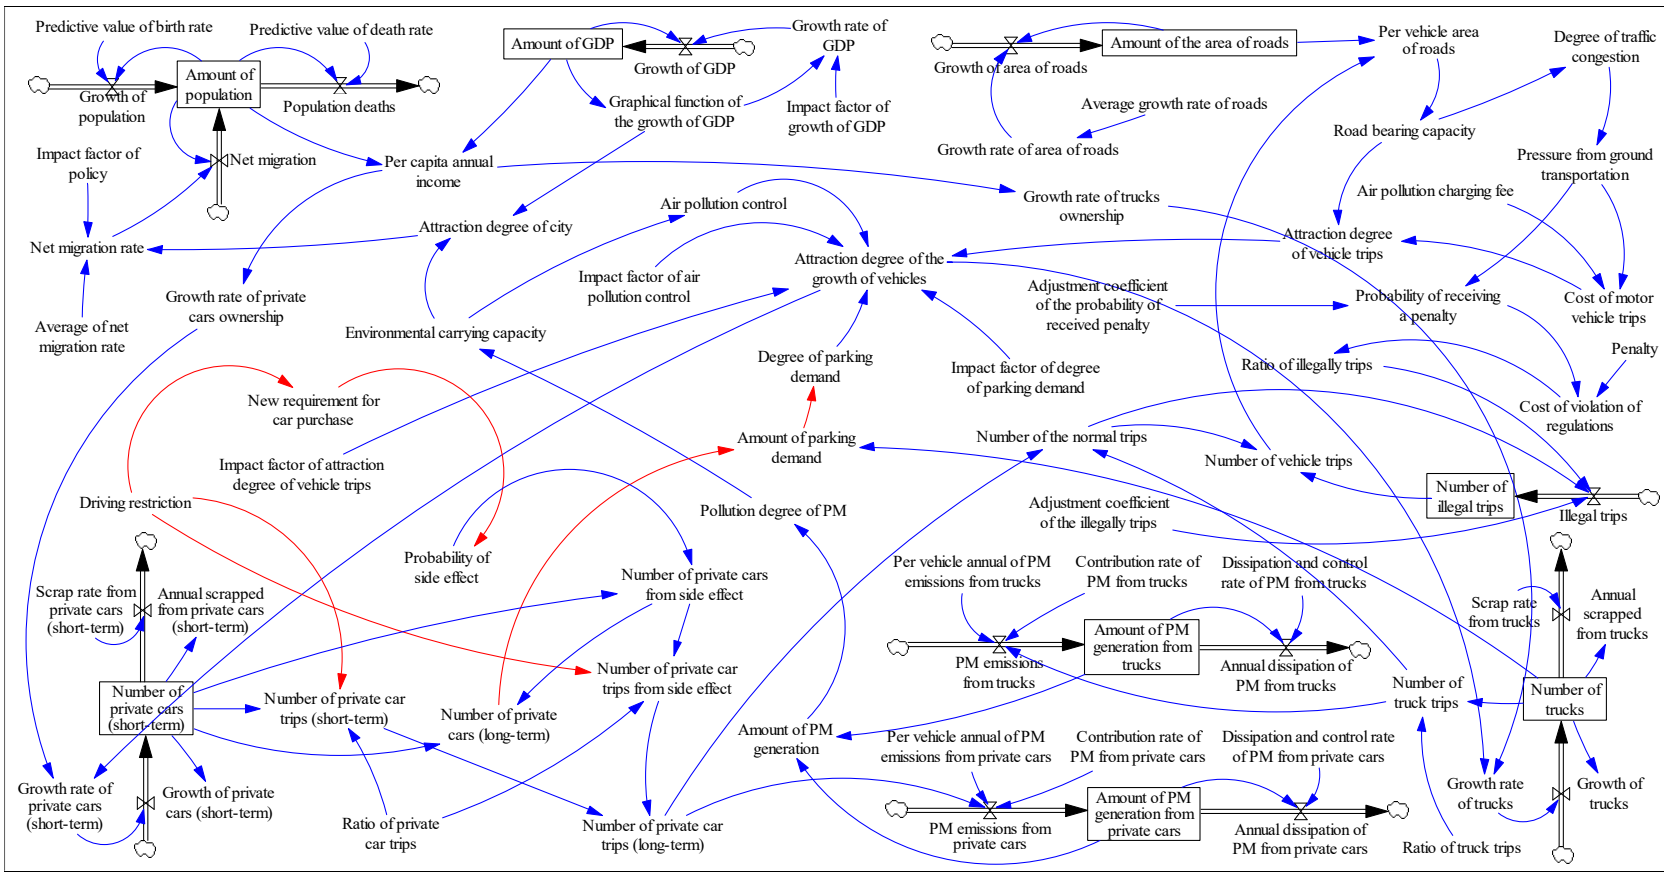 Predictive value of birth rate
Predictive value of death rate
Amount of
population
Growth of
population
Population deaths
Net migration
Impact factor of
policy
Net migration rate
Average of net
migration rate
Per capita annual
income
Amount of GDP
Growth of GDP
Growth rate of
GDP
Graphical function of
the growth of GDP
Impact factor of
growth of GDP
Attraction degree of city
Air pollution control
Impact factor of air
pollution control
Environmental carrying capacity
Growth rate of private
cars ownership
Growth of area of roads
Amount of the area of roads
Average growth rate of roads
Growth rate of area of roads
Per vehicle area
of roads
Degree of traffic
congestion
Road bearing capacity
Pressure from ground
transportation
Air pollution charging fee
Growth rate of trucks
ownership
Attraction degree
of vehicle trips
Attraction degree of the
growth of vehicles
Adjustment coefficient
of the probability of
received penalty
Probability of receiving
a penalty
Cost of motor
vehicle trips
Degree of parking
demand
Impact factor of degree
of parking demand
Ratio of illegally trips
Penalty
Cost of violation of
regulations
New requirement for
car purchase
Impact factor of attraction
degree of vehicle trips
Driving restriction
Amount of parking
demand
Number of the normal trips
Number of vehicle trips
Number of
illegal trips
Illegal trips
Adjustment coefficient
of the illegally trips
Pollution degree of PM
Probability of
side effect
Number of private cars
from side effect
Scrap rate from
private cars
(short-term)
Annual scrapped
from private cars
(short-term)
Number of
private cars
(short-term)
Number of private car
trips (short-term)
Number of private
cars (long-term)
Number of private car
trips from side effect
Growth rate of
private cars
(short-term)
Growth of private
cars (short-term)
Ratio of private
car trips
Number of private car
trips (long-term)
Amount of PM
generation
Per vehicle annual of PM
emissions from trucks
Contribution rate of
PM from trucks
Dissipation and control
rate of PM from trucks
PM emissions
from trucks
Amount of PM
generation from
trucks
Annual dissipation of
PM from trucks
Per vehicle annual of PM
emissions from private cars
Contribution rate of
PM from private cars
Dissipation and control rate
of PM from private cars
PM emissions from
private cars
Amount of PM
generation from
private cars
Annual dissipation of
PM from private cars
Scrap rate
from trucks
Annual
scrapped
from trucks
Number of
truck trips
Number of
trucks
Growth rate
of trucks
Growth of
trucks
Ratio of truck trips